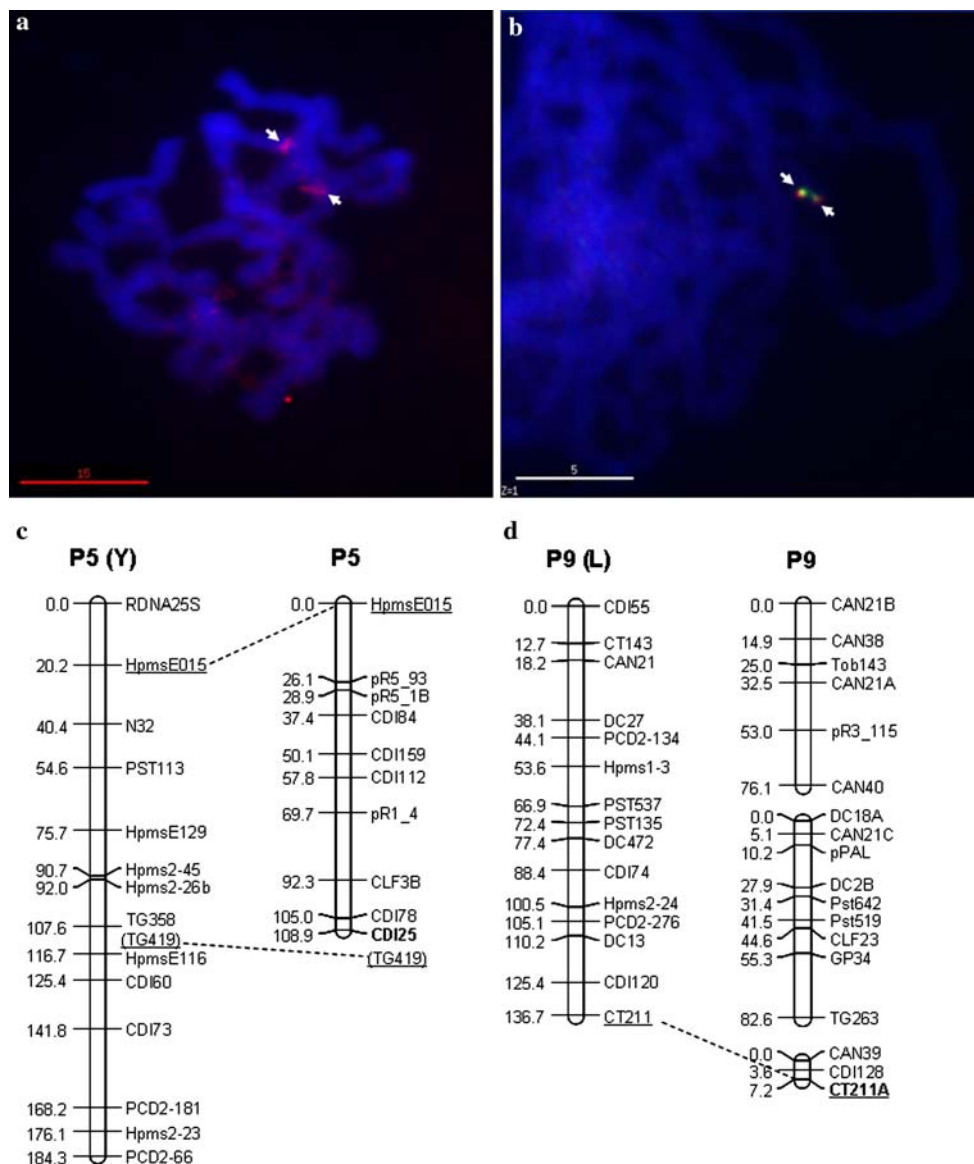 a
b
15
5
Z=1
c
d
P5 (Y)
P5
P9 (L)
P9
0.0 RDNA25S
20.2 HpmsE015
40.4 N32
54.6 PST113
75.7 HpmsE129
90.7 Hpms2-45
92.0 Hpms2-26b
TG358
107.6 (TG419)
116.7 HpmsE116
125.4 CDI60
141.8 CDI73
168.2 PCD2-181
176.1 Hpms2-23
184.3 PCD2-66
0.0 HpmsE015
26.1 pR5_93
28.9 pR5_1B
37.4 CDI84
50.1 CDI159
57.8 CDI112
69.7 pR1_4
92.3 CLF3B
105.0 CDI78
108.9 CDI25
(TG419)
0.0 CDI55
12.7 CT143
18.2 CAN21
38.1 DC27
44.1 PCD2-134
53.6 Hpms1-3
66.9 PST537
72.4 PST135
77.4 DC472
88.4 CDI74
100.5 Hpms2-24
105.1 PCD2-276
110.2 DC13
125.4 CDI120
136.7 CT211
0.0 CAN21B
14.9 CAN38
25.0 Tob143
32.5 CAN21A
53.0 pR3_115
76.1 CAN40
0.0 DC18A
5.1 CAN21C
10.2 pPAL
27.9 DC2B
31.4 Pst642
41.5 Pst519
44.6 CLF23
55.3 GP34
82.6 TG263
0.0 CAN39
3.6 CDI128
7.2 CT211A